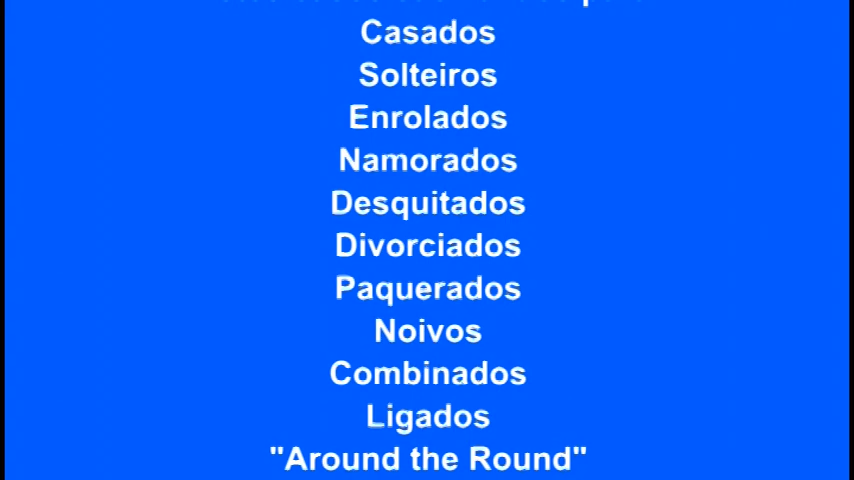 Casados
Solteiros
Enrolados
Namorados
Desquitados
Divorciados
Paquerados
Noivos
Combinados
Ligados
"Around the Round"